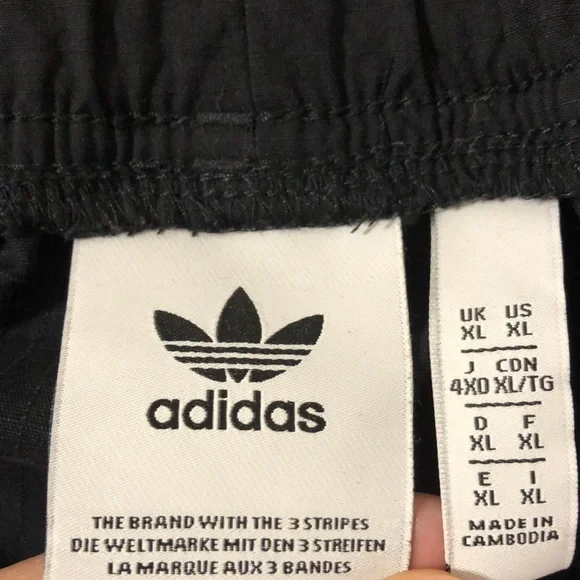 adidas
THE BRAND WITH THE 3 STRIPES
DIE WELTMARKE MIT DEN 3 STREIFEN
LA MARQUE AUX 3 BANDES
UK US
XL XL
J CDN
4XO XL/TG
D F
XL XL
E I
XL XL
MADE IN
CAMBODIA